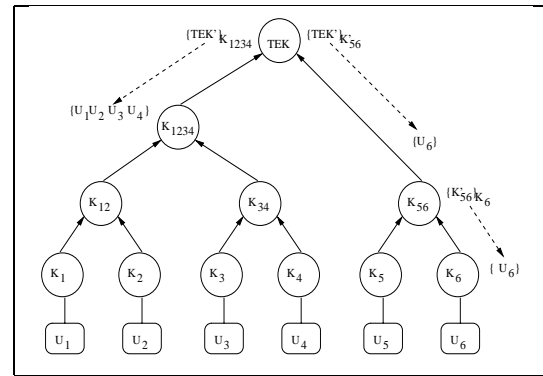 {TEK'}K1234
TEK
{TEK'}K'56
{U1U2 U3 U4}
K1234
{U6}
K12
K34
K56
{K'56}K6
K1
K2
K3
K4
K5
K6
{ U6}
U1
U2
U3
U4
U5
U6